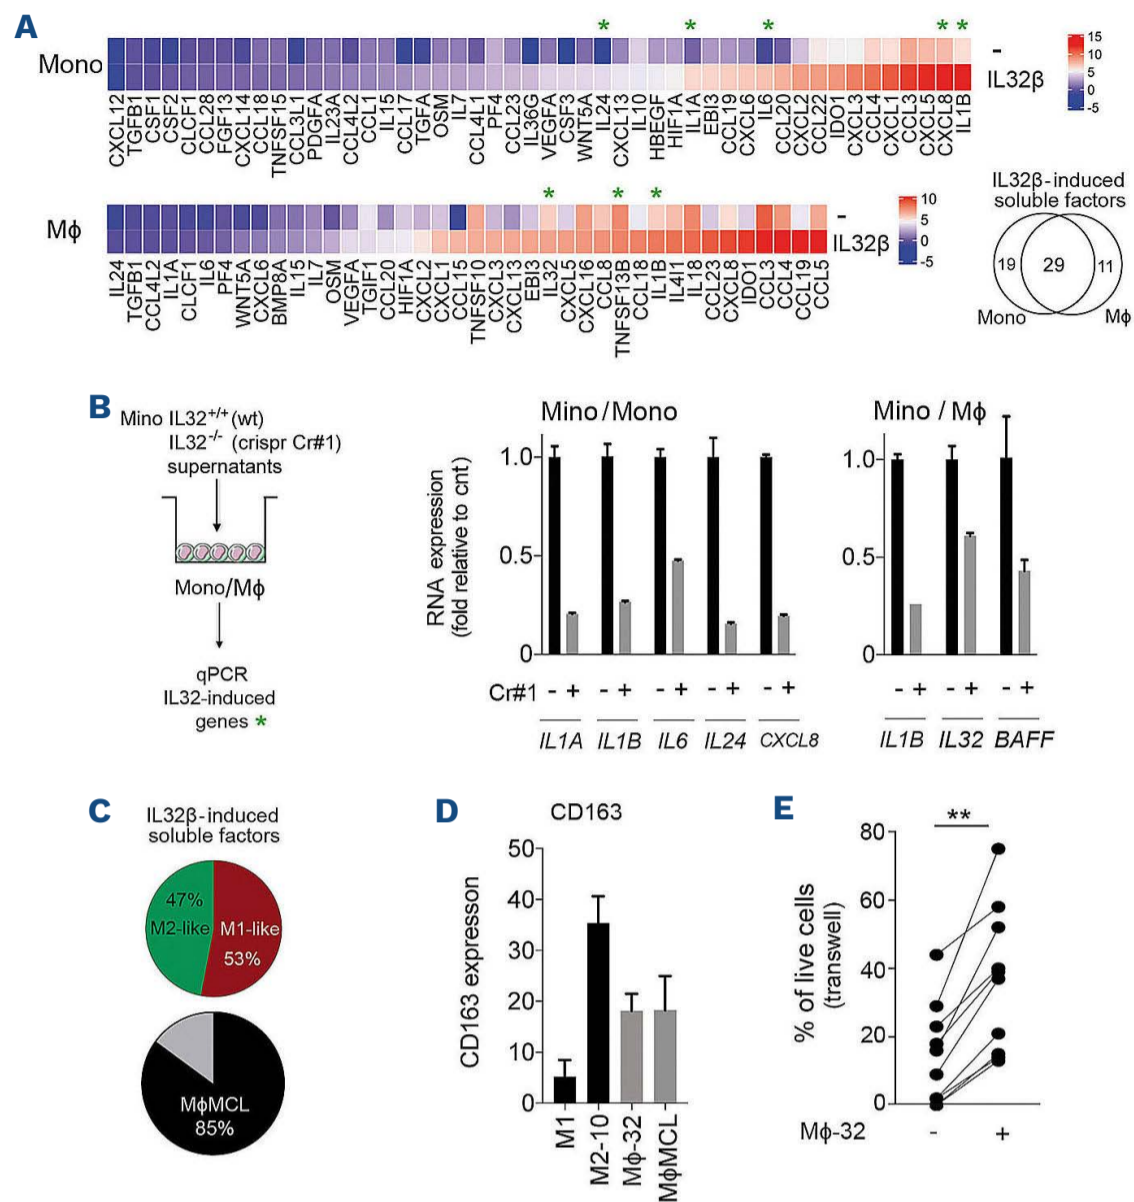 A
Mono
-
IL32β
15
10
5
0
-5
* * * * *
CXCL12
TGFB1
CSF1
CSF2
CLCF1
CCL28
FGF13
CXCL14
CCL18
TNFSF15
CCL3L1
PDGFA
IL23A
CCL4L2
CCL1
IL15
CCL17
TGFA
OSM
IL7
CCL4L1
PF4
CCL23
IL36G
VEGFA
CSF3
WNT5A
IL24
CXCL13
IL10
HBEGF
HIF1A
IL1A
EBI3
CCL19
CXCL6
IL6
CCL20
CXCL2
CCL22
IDO1
CXCL3
CCL4
CXCL1
CCL3
CXCL5
CXCL8
IL1B
Mϕ
* * *
-
IL32β
10
5
0
-5
IL24
TGFB1
CCL4L2
IL1A
CLCF1
IL6
PF4
WNT5A
CXCL6
BMP8A
IL15
IL7
OSM
VEGFA
TGIF1
CCL20
HIF1A
CXCL2
CXCL1
CCL15
TNFSF10
CXCL3
CXCL13
EBI3
IL32
CXCL5
CXCL16
CCL8
TNFSF13B
CCL18
IL1B
IL4I1
IL18
CCL23
CXCL8
IDO1
CCL3
CCL4
CCL19
CCL5
IL32β-induced
soluble factors
19 29 11
Mono Mϕ
B
Mino IL32+/+ (wt)
IL32-/- (crispr Cr#1)
supernatants
Mono/Mϕ
qPCR
IL32-induced
genes *
Mino/Mono
RNA expression
(fold relative to cnt)
1.0
0.5
0
Cr#1 - + - + - + - + - +
IL1A IL1B IL6 IL24 CXCL8
Mino / Mϕ
1.0
0.5
0
- + - + - +
IL1B IL32 BAFF
C
IL32β-induced
soluble factors
47%
M2-like M1-like
53%
MϕMCL
85%
D
CD163
CD163 expresson
50
40
30
20
10
0
M1
M2-10
Mϕ-32
MϕMCL
E
**
% of live cells
(transwell)
80
60
40
20
0
Mϕ-32 - +